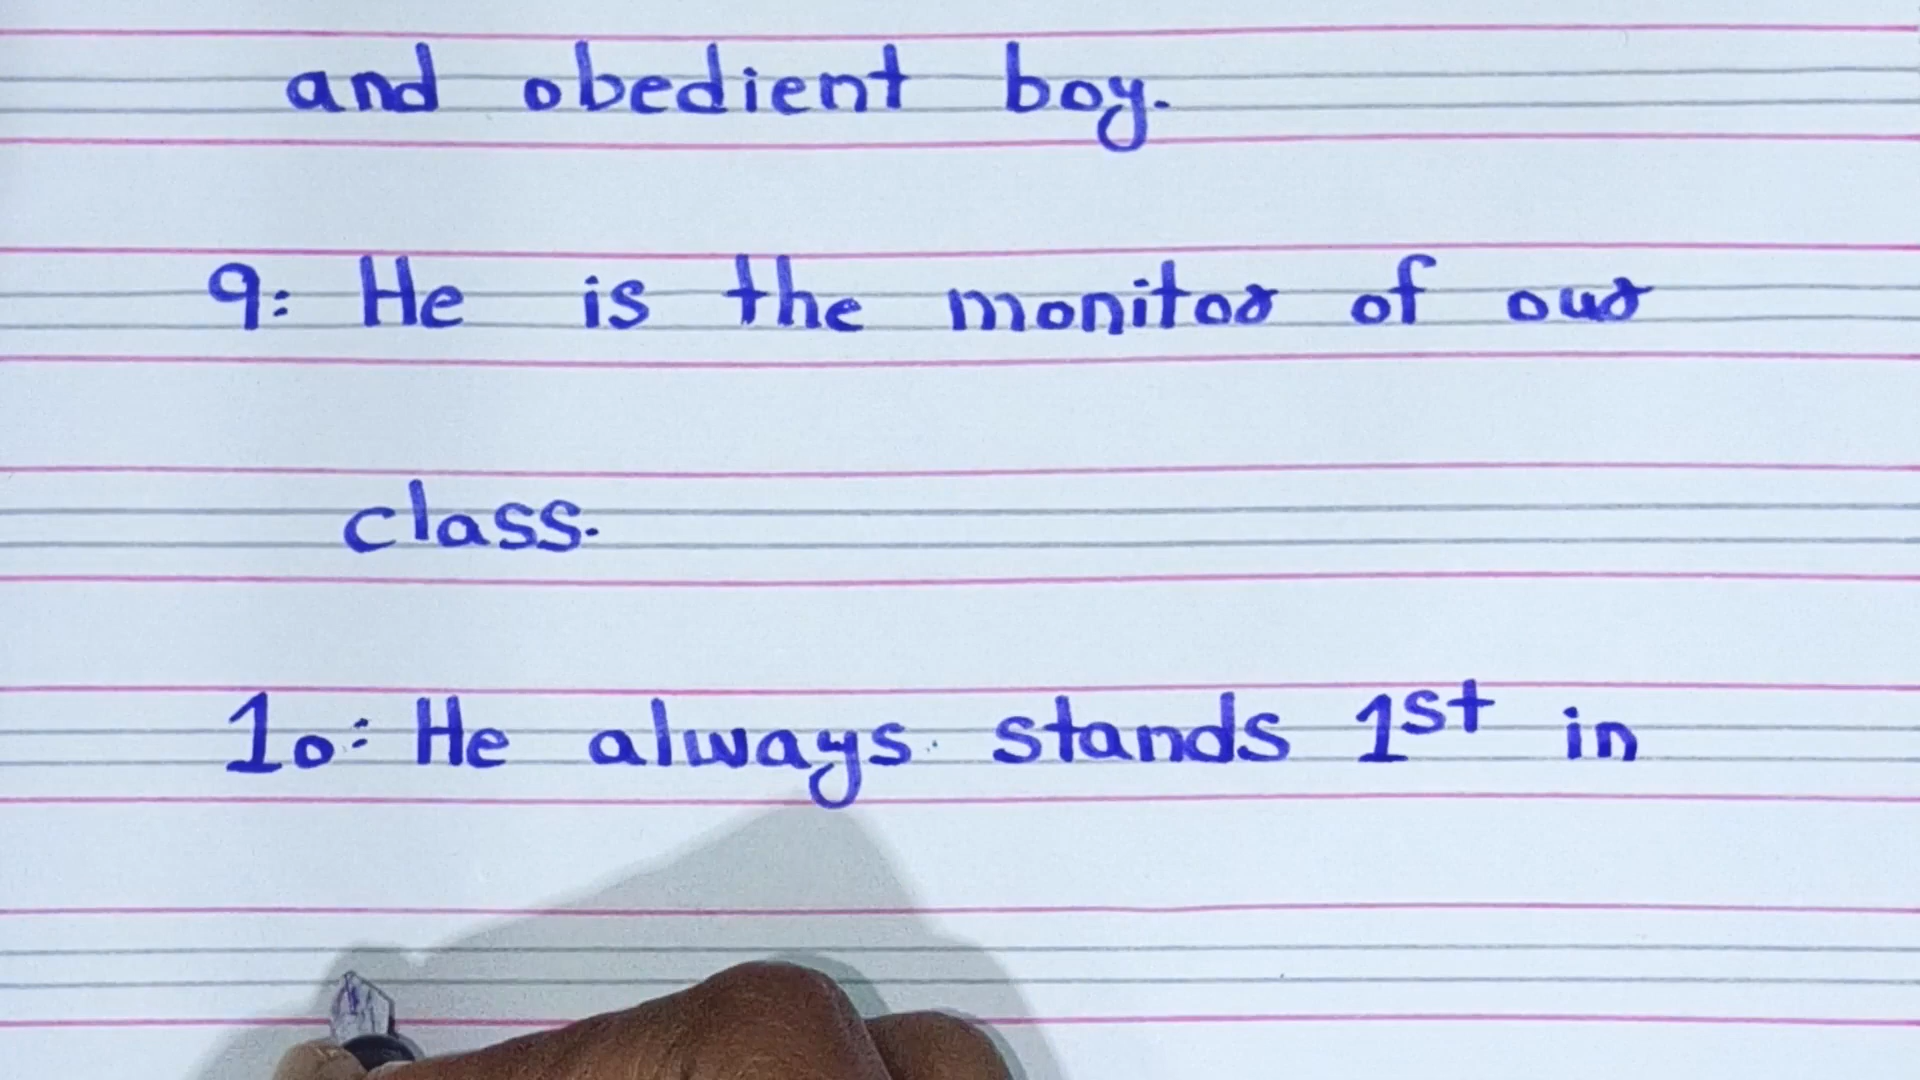 and obedient boy.
9: He is the monitor of our
class.
10: He always stands 1st in